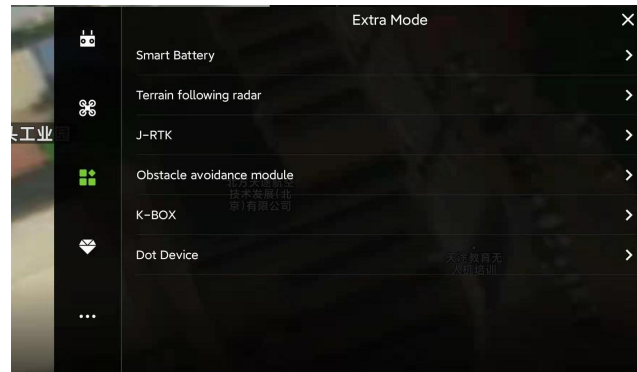 Extra Mode
Smart Battery
Terrain following radar
头工业园
J-RTK
Obstacle avoidance module
北方天途航空
技术发展(北
京)有限公司
K-BOX
Dot Device
天途教育无
人机培训